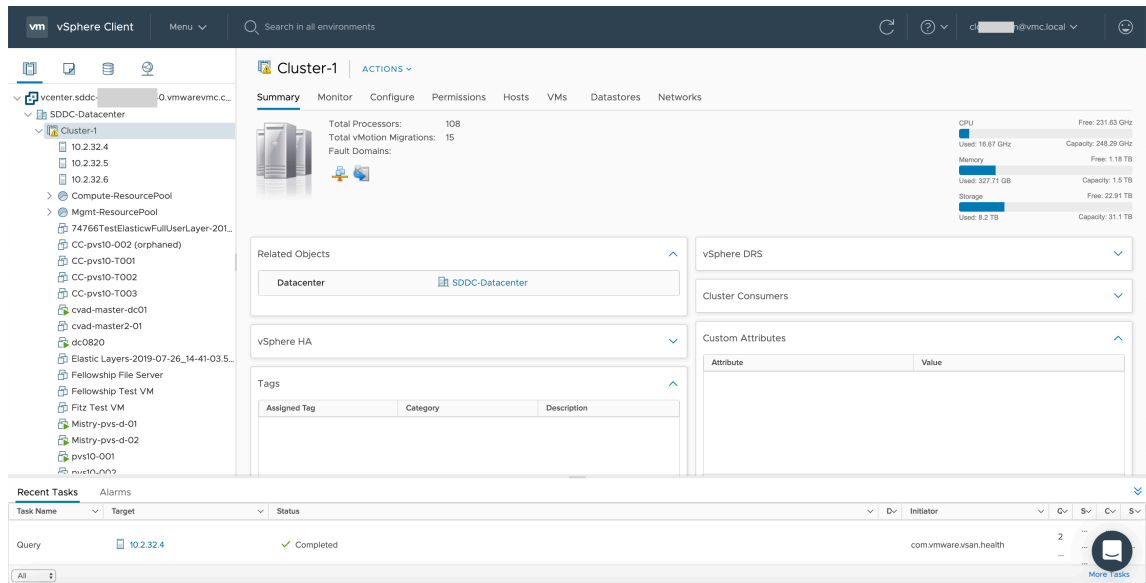 vm vSphere Client Menu Search in all environments cl n@vmc.local
Cluster-1 ACTIONS
Summary Monitor Configure Permissions Hosts VMs Datastores Networks
vcenter.sddc- 0.vmwarevmc.c...
SDDC-Datacenter
Cluster-1
10.2.32.4
10.2.32.5
10.2.32.6
Compute-ResourcePool
Mgmt-ResourcePool
74766TestElasticwFullUserLayer-201...
CC-pvs10-002 (orphaned)
CC-pvs10-T001
CC-pvs10-T002
CC-pvs10-T003
cvad-master-dc01
cvad-master2-01
dc0820
Elastic Layers-2019-07-26_14-41-03.5...
Fellowship File Server
Fellowship Test VM
Fitz Test VM
Mistry-pvs-d-01
Mistry-pvs-d-02
pvs10-001
pvs10-002
Total Processors: 108
Total vMotion Migrations: 15
Fault Domains:
CPU Free: 231.63 GHz
Used: 16.67 GHz Capacity: 248.29 GHz
Memory Free: 1.18 TB
Used: 327.71 GB Capacity: 1.5 TB
Storage Free: 22.91 TB
Used: 8.2 TB Capacity: 31.1 TB
Related Objects
Datacenter SDDC-Datacenter
vSphere HA
Tags
Assigned Tag Category Description
vSphere DRS
Cluster Consumers
Custom Attributes
Attribute Value
Recent Tasks Alarms
Task Name Target Status D Initiator Q S C S
Query 10.2.32.4 Completed com.vmware.vsan.health 2 ...
All More Tasks